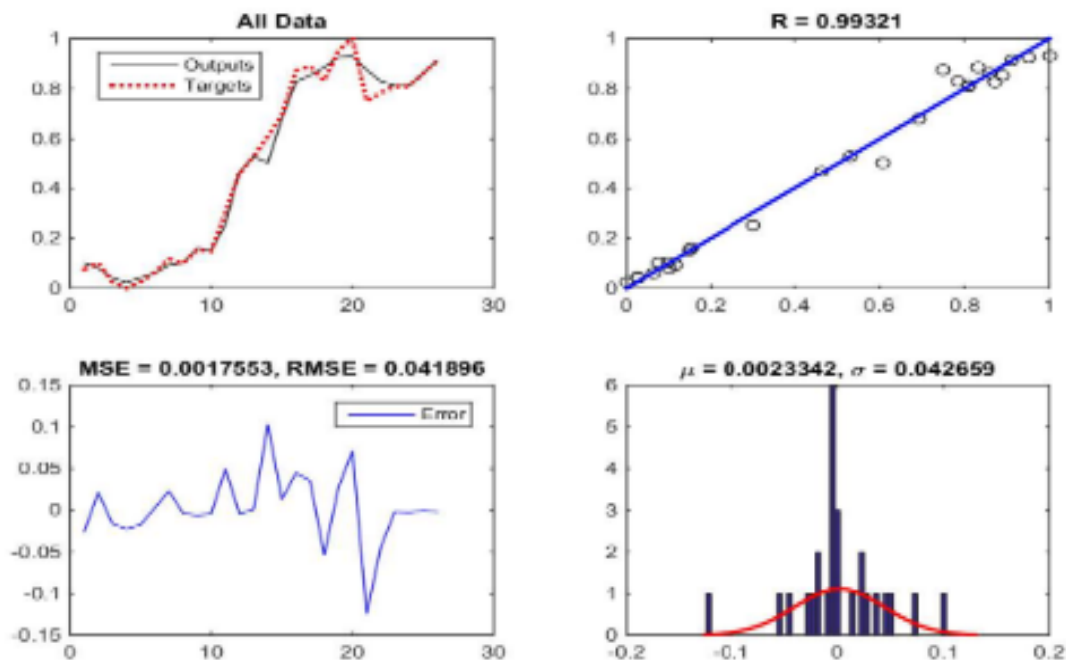 All Data
1
0.8
0.6
0.4
0.2
0
0 10 20 30
Outputs
Targets
R = 0.99321
1
0.8
0.6
0.4
0.2
0
0 0.2 0.4 0.6 0.8 1
MSE = 0.0017553, RMSE = 0.041896
0.15
0.1
0.05
0
-0.05
-0.1
-0.15
0 10 20 30
Error
μ = 0.0023342, σ = 0.042659
6
5
4
3
2
1
0
-0.2 -0.1 0 0.1 0.2